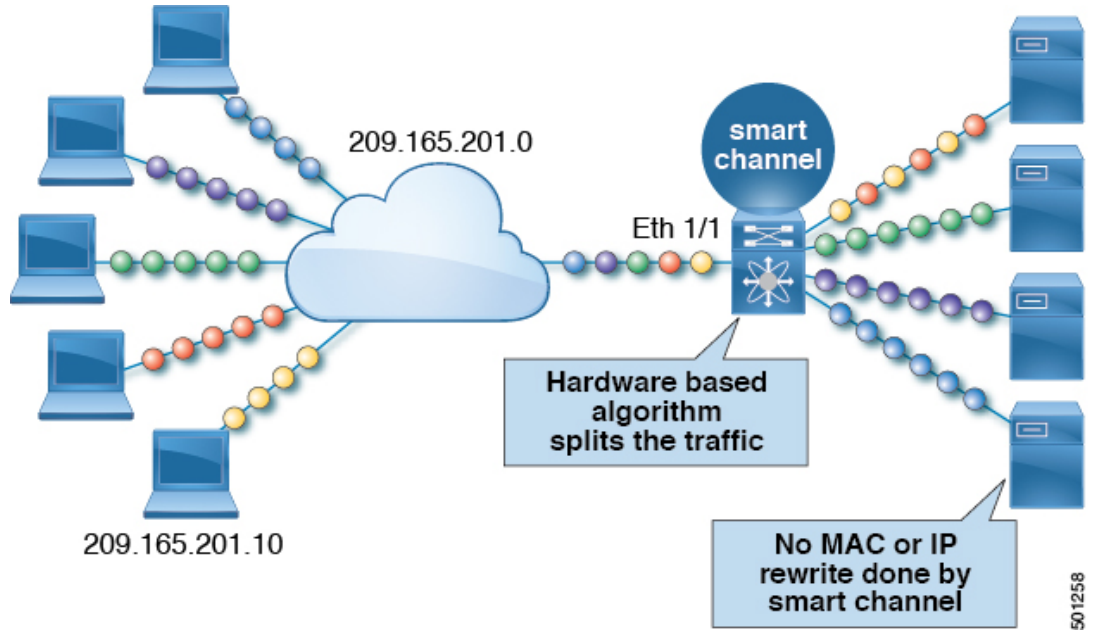 209.165.201.0
smart
channel
Eth 1/1
Hardware based
algorithm
splits the traffic
209.165.201.10
No MAC or IP
rewrite done by
smart channel
501258